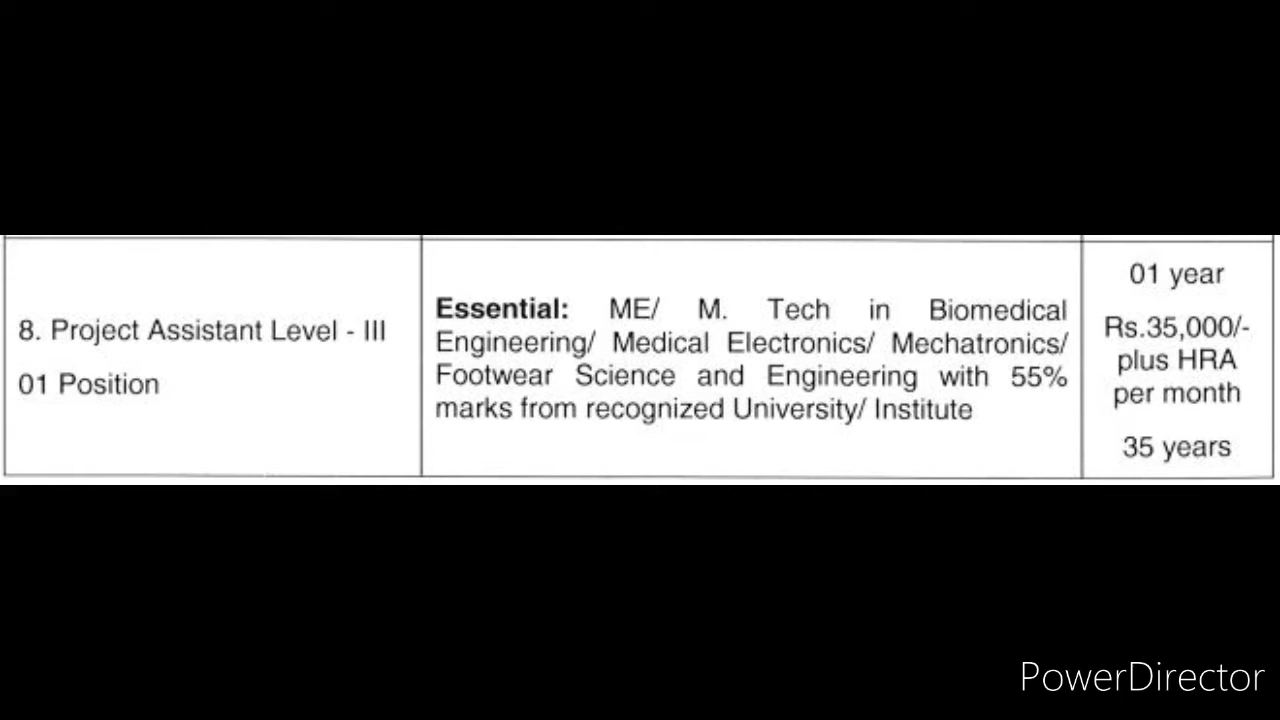 8. Project Assistant Level - III
01 Position
Essential: ME/ M. Tech in Biomedical
Engineering/ Medical Electronics/ Mechatronics/
Footwear Science and Engineering with 55%
marks from recognized University/ Institute
01 year
Rs.35,000/-
plus HRA
per month
35 years
PowerDirector